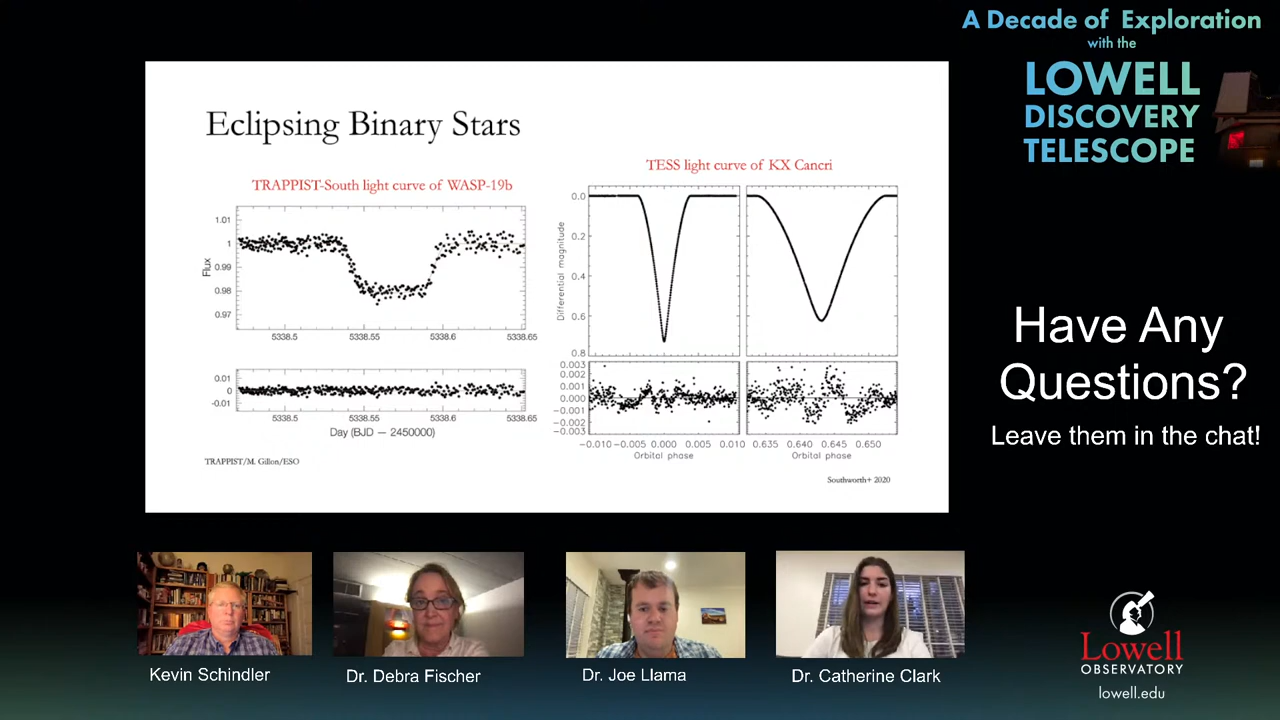 A Decade of Exploration
with the
LOWELL
DISCOVERY
TELESCOPE
Eclipsing Binary Stars
TRAPPIST-South light curve of WASP-19b
1.01
1
0.99
0.98
0.97
Flux
5338.5 5338.55 5338.6 5338.65
0.01
0
-0.01
5338.5 5338.55 5338.6 5338.65
Day (BJD − 2450000)
TRAPPIST/M. Gillon/ESO
TESS light curve of KX Cancri
0.0
0.2
0.4
0.6
0.8
Differential magnitude
0.003
0.002
0.001
0.000
−0.001
−0.002
−0.003
−0.010 −0.005 0.000 0.005 0.010 0.635 0.640 0.645 0.650
Orbital phase Orbital phase
Southworth+ 2020
Have Any
Questions?
Leave them in the chat!
Kevin Schindler
Dr. Debra Fischer
Dr. Joe Llama
Dr. Catherine Clark
Lowell
OBSERVATORY
lowell.edu